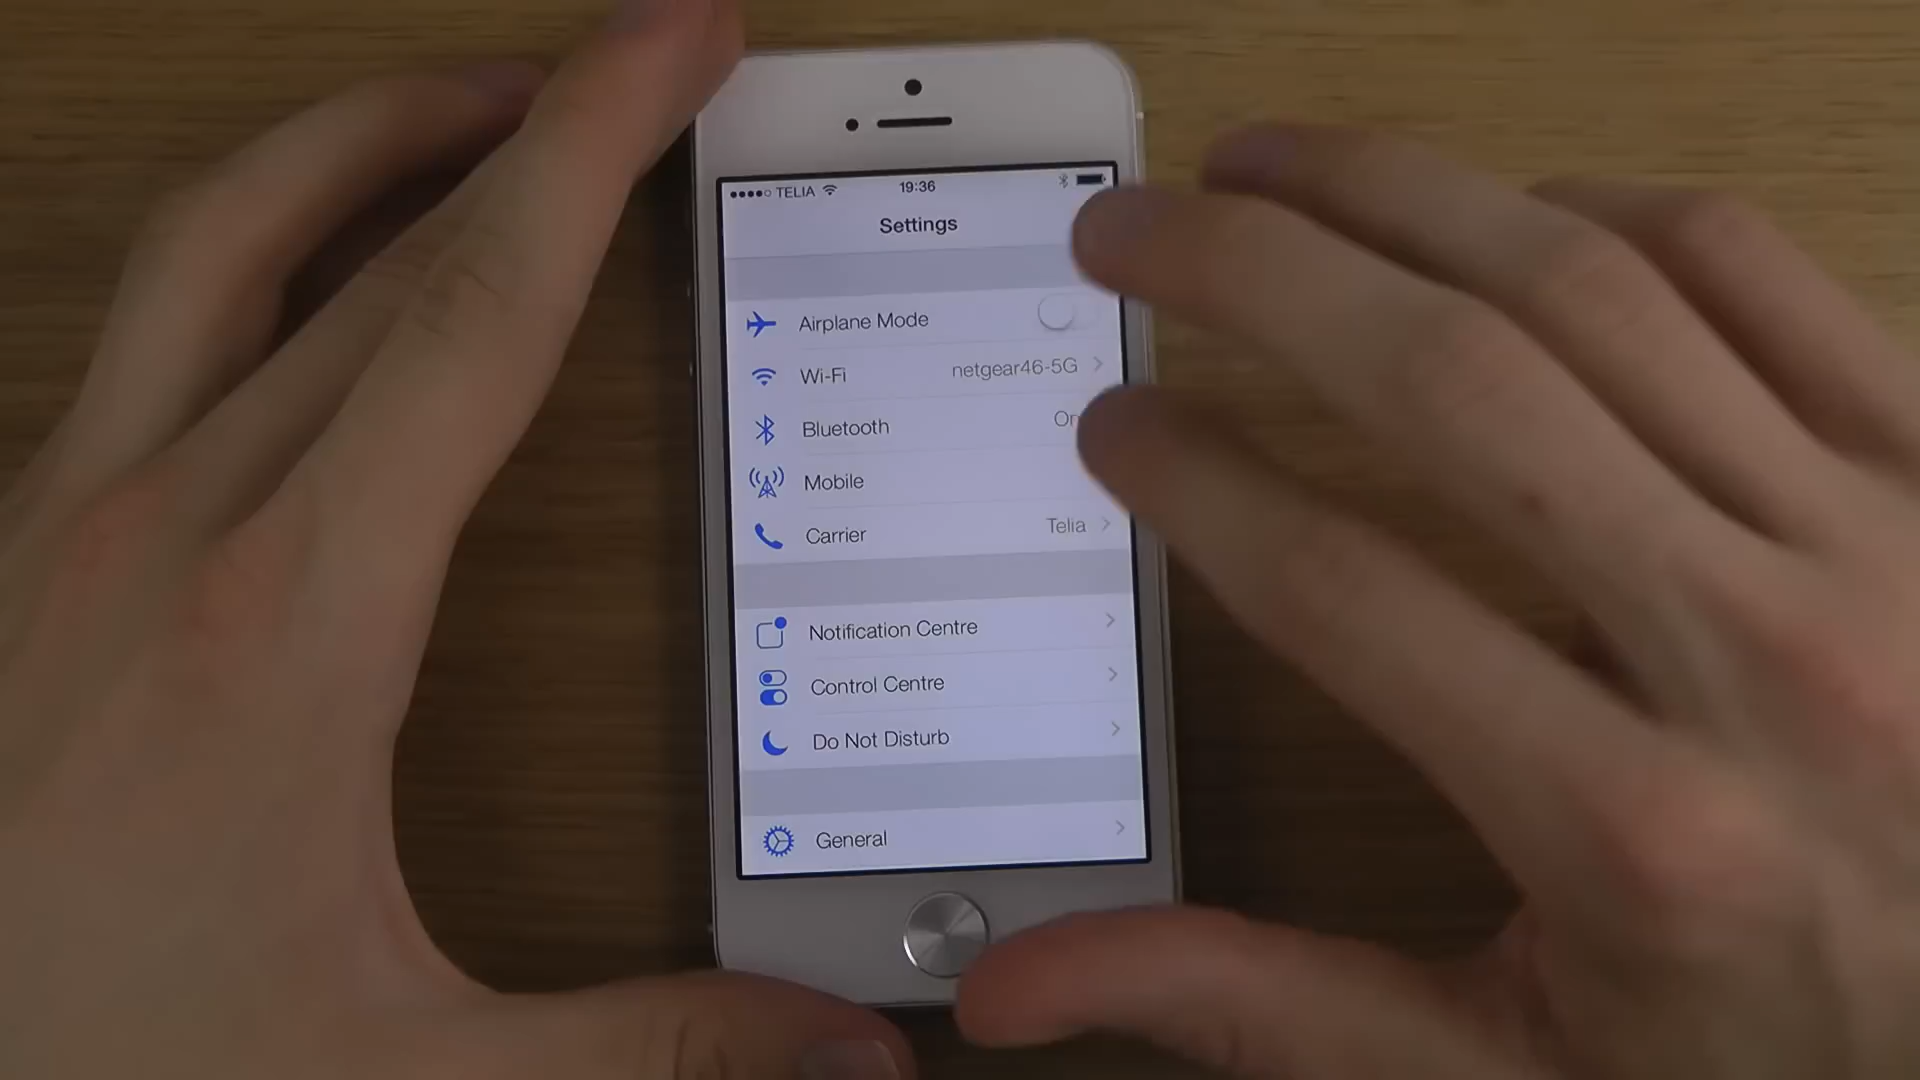 TELIA 19:36
Settings
Airplane Mode
Wi-Fi netgear46-5G
Bluetooth On
Mobile
Carrier Telia
Notification Centre
Control Centre
Do Not Disturb
General